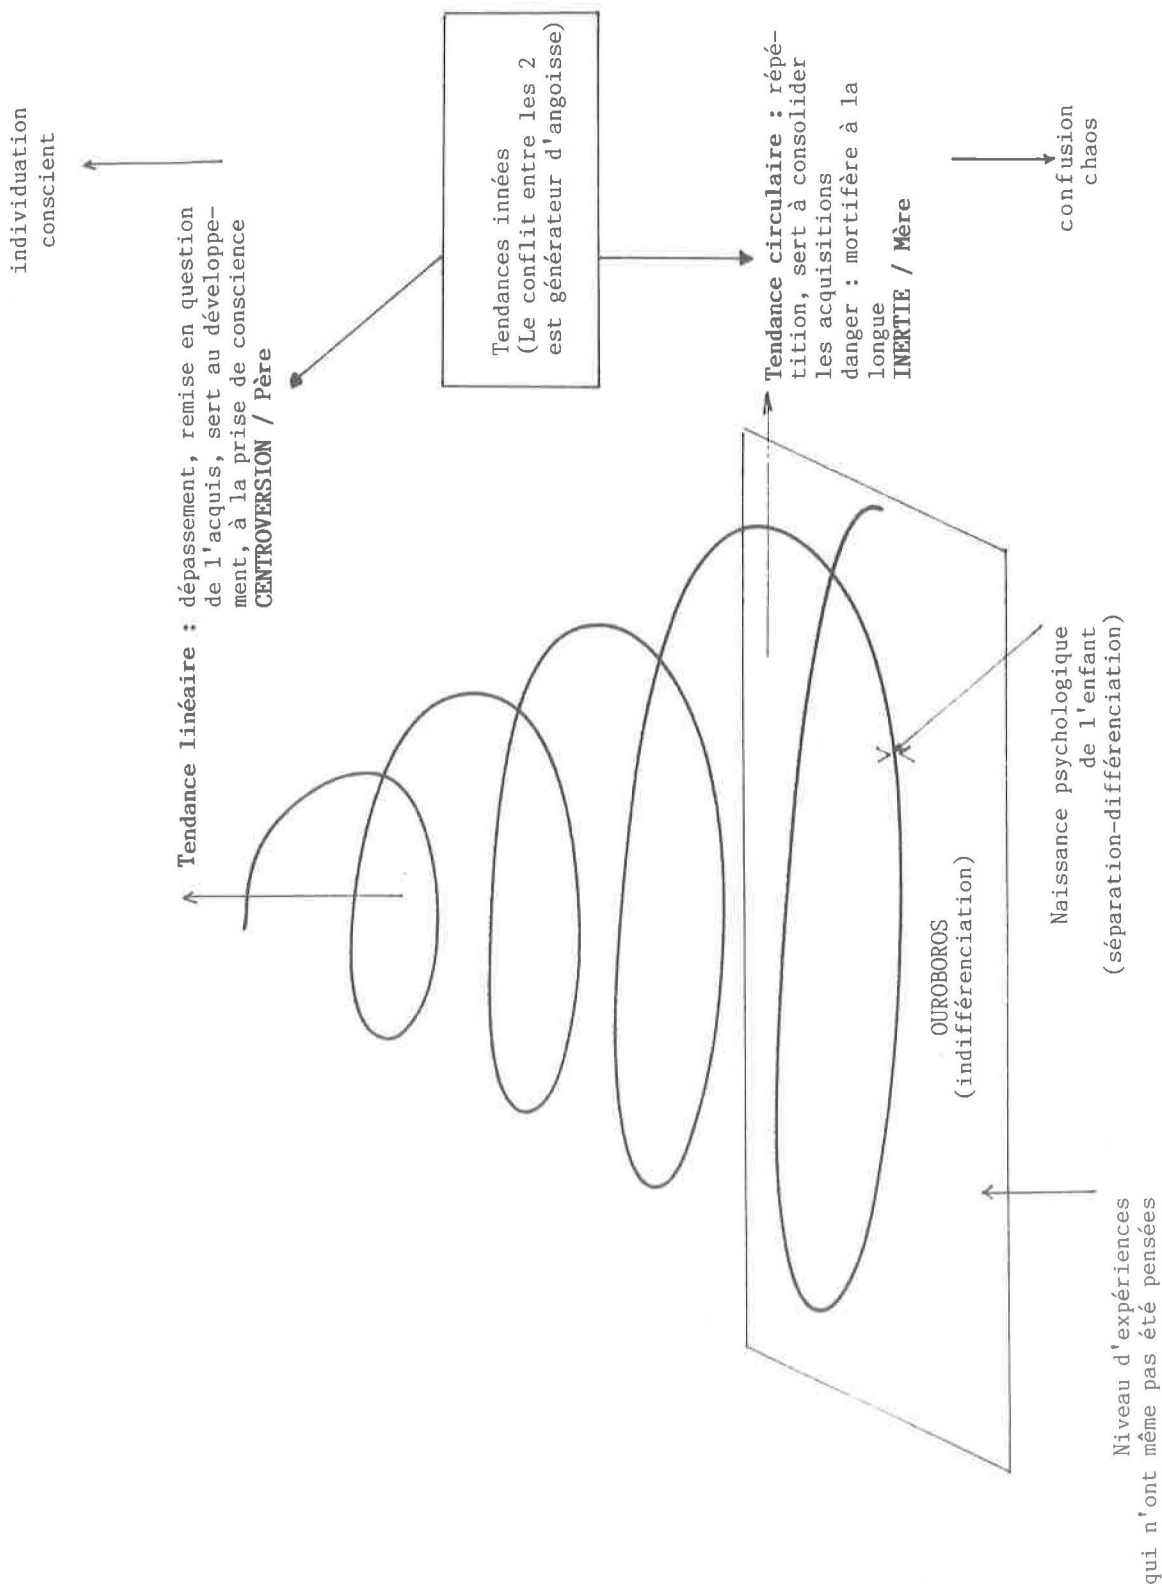 individuation
conscient
Tendance linéaire : dépassement, remise en question
de l'acquis, sert au développe-
ment, à la prise de conscience
CENTROVERSION / Père
Tendances innées
(Le conflit entre les 2
est générateur d'angoisse)
Tendance circulaire : répé-
tition, sert à consolider
les acquisitions
danger : mortifère à la
longue
INERTIE / Mère
confusion
chaos
OUROBOROS
(indifférenciation)
Naissance psychologique
de l'enfant
(séparation-différenciation)
Niveau d'expériences
qui n'ont même pas été pensées